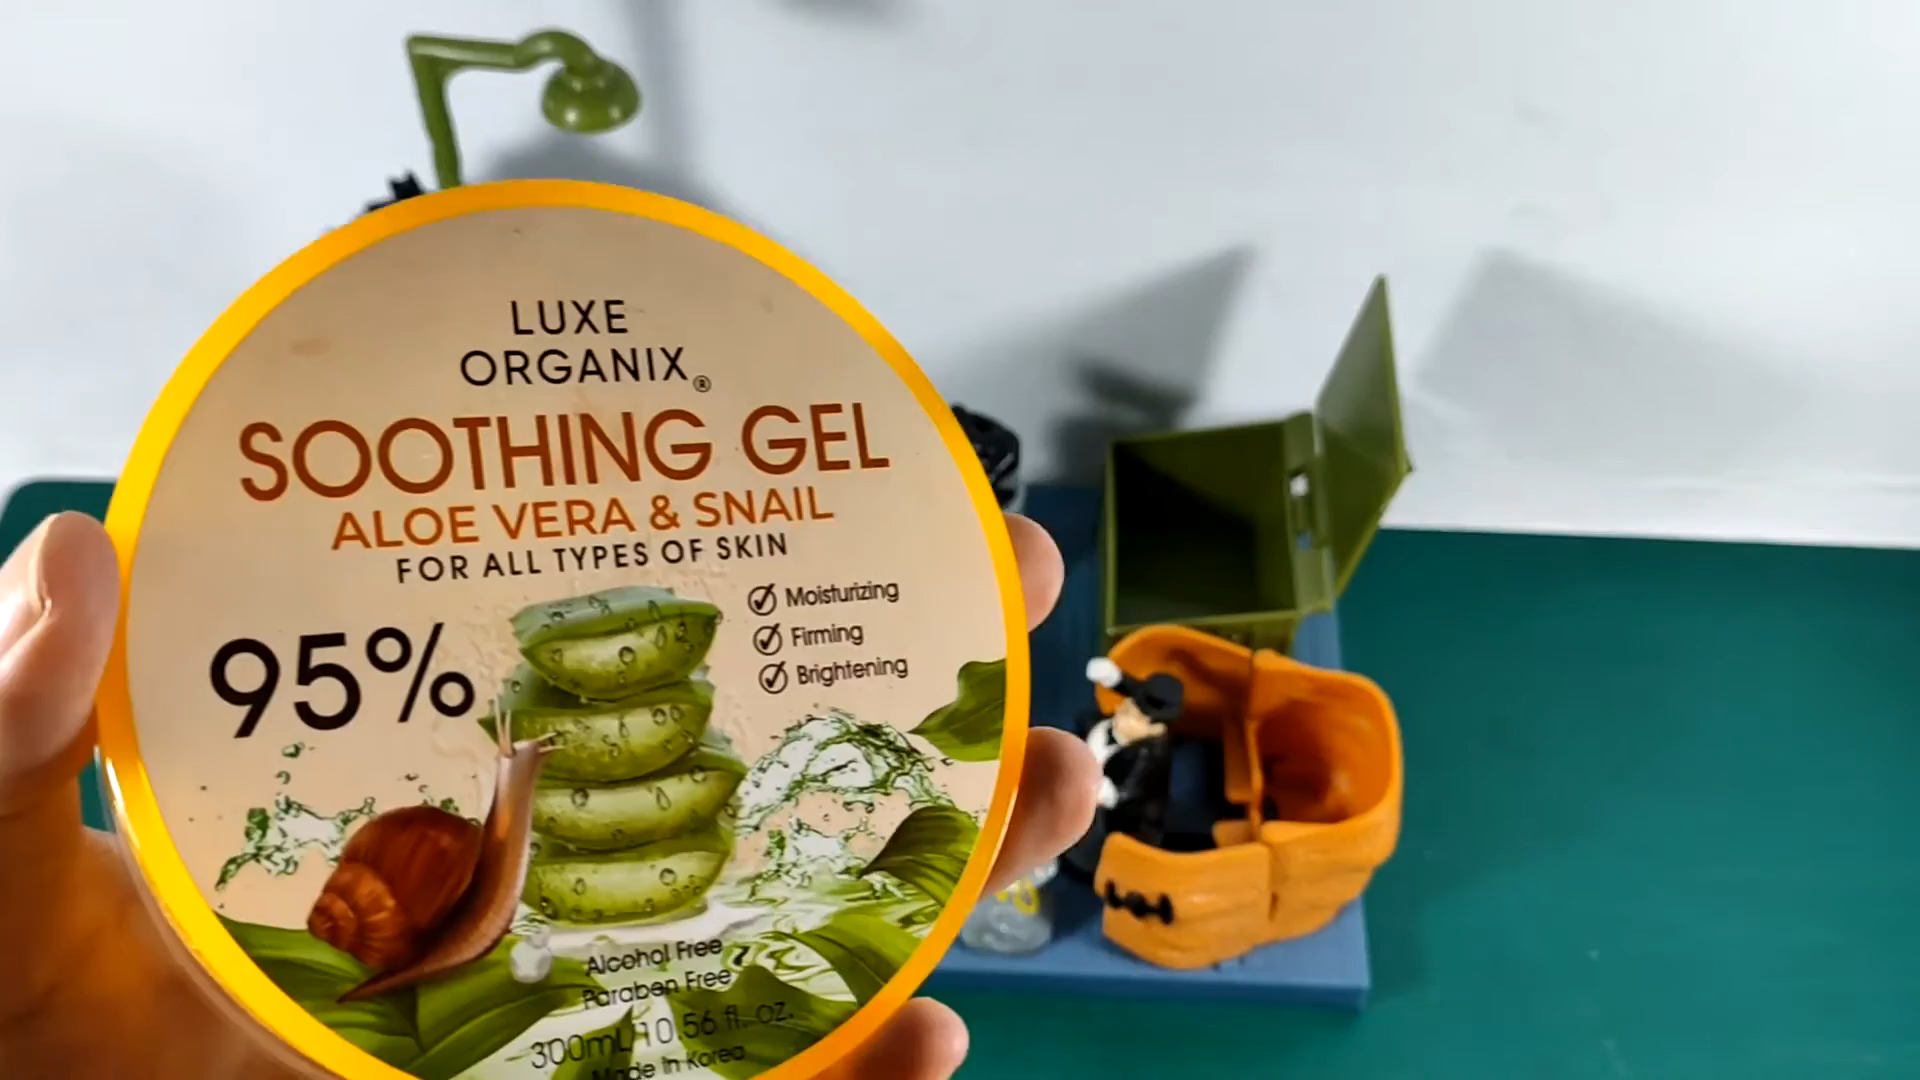 LUXE
ORGANIX®
SOOTHING GEL
ALOE VERA & SNAIL
FOR ALL TYPES OF SKIN
95%
Moisturizing
Firming
Brightening
Alcohol Free
Paraben Free
300mL/10.56 fl. oz.
Made in Korea